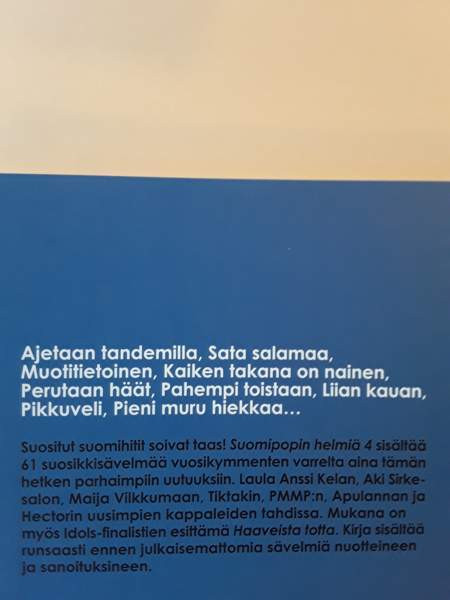 Ajetaan tandemilla, Sata salamaa,
Muotitietoinen, Kaiken takana on nainen,
Perutaan häät, Pahempi toistaan, Liian kauan,
Pikkuveli, Pieni muru hiekkaa...
Suositut suomihitit soivat taas! Suomipopin helmiä 4 sisältää
61 suosikkisävelmää vuosikymmenten varrelta aina tämän
hetken parhaimpiin uutuuksiin. Laula Anssi Kelan, Aki Sirke-
salon, Maija Vilkkumaan, Tiktakin, PMMP:n, Apulannan ja
Hectorin uusimpien kappaleiden tahdissa. Mukana on
myös Idols-finalistien esittämä Haaveista totta. Kirja sisältää
runsaasti ennen julkaisemattomia sävelmiä nuotteineen
ja sanoituksineen.